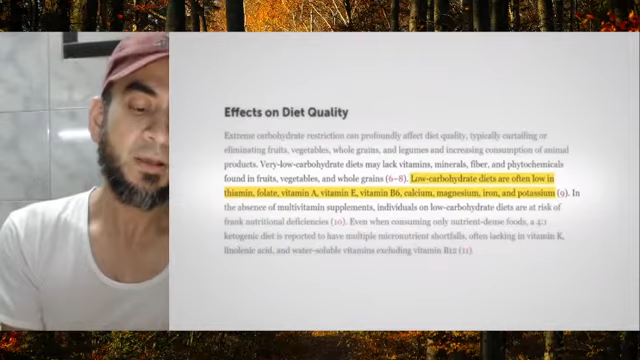 Effects on Diet Quality
Extreme carbohydrate restriction can profoundly affect diet quality, typically curtailing or
eliminating fruits, vegetables, whole grains, and legumes and increasing consumption of animal
products. Very-low-carbohydrate diets may lack vitamins, minerals, fiber, and phytochemicals
found in fruits, vegetables, and whole grains (6–8). Low-carbohydrate diets are often low in
thiamin, folate, vitamin A, vitamin E, vitamin B6, calcium, magnesium, iron, and potassium (9). In
the absence of multivitamin supplements, individuals on low-carbohydrate diets are at risk of
frank nutritional deficiencies (10). Even when consuming only nutrient-dense foods, a 4:1
ketogenic diet is reported to have multiple micronutrient shortfalls, often lacking in vitamin K,
linolenic acid, and water-soluble vitamins excluding vitamin B12 (11).